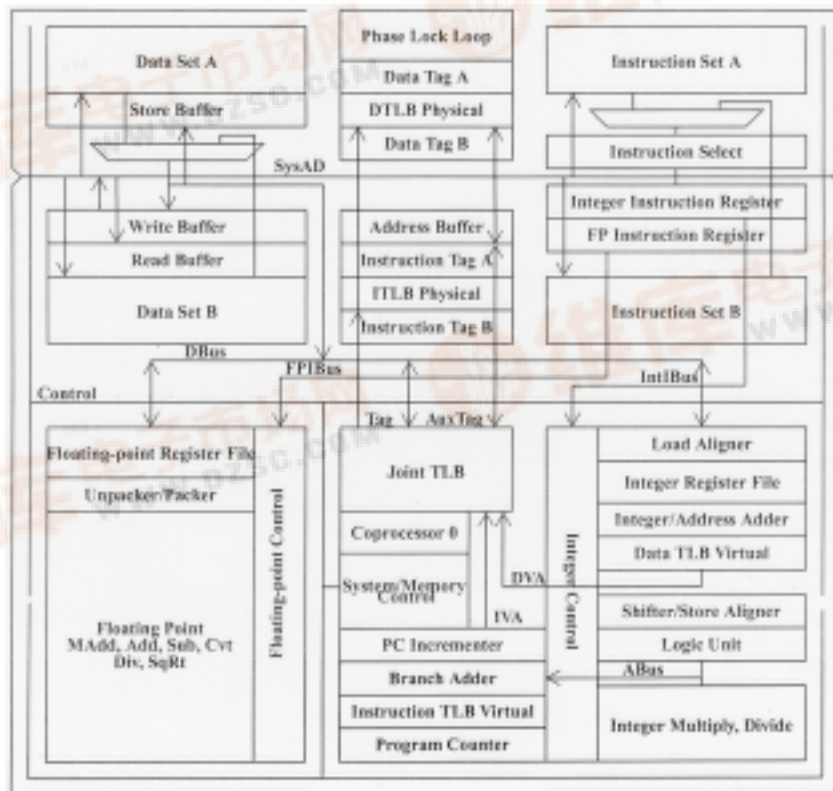 Data Set A
Store Buffer
Phase Lock Loop
Data Tag A
DTLB Physical
Data Tag B
Instruction Set A
Instruction Select
SysAD
Write Buffer
Read Buffer
Data Set B
Address Buffer
Instruction Tag A
ITLB Physical
Instruction Tag B
Integer Instruction Register
FP Instruction Register
Instruction Set B
DBus
FPIBus
IntIBus
Control
Tag
AuxTag
Floating-point Register File
Unpacker/Packer
Floating Point
MAdd, Add, Sub, Cvt
Div, SqRt
Floating-point Control
Joint TLB
Coprocessor 0
System/Memory
Control
DVA
IVA
PC Incrementer
Branch Adder
Instruction TLB Virtual
Program Counter
Integer Control
Load Aligner
Integer Register File
Integer/Address Adder
Data TLB Virtual
Shifter/Store Aligner
Logic Unit
ABus
Integer Multiply, Divide